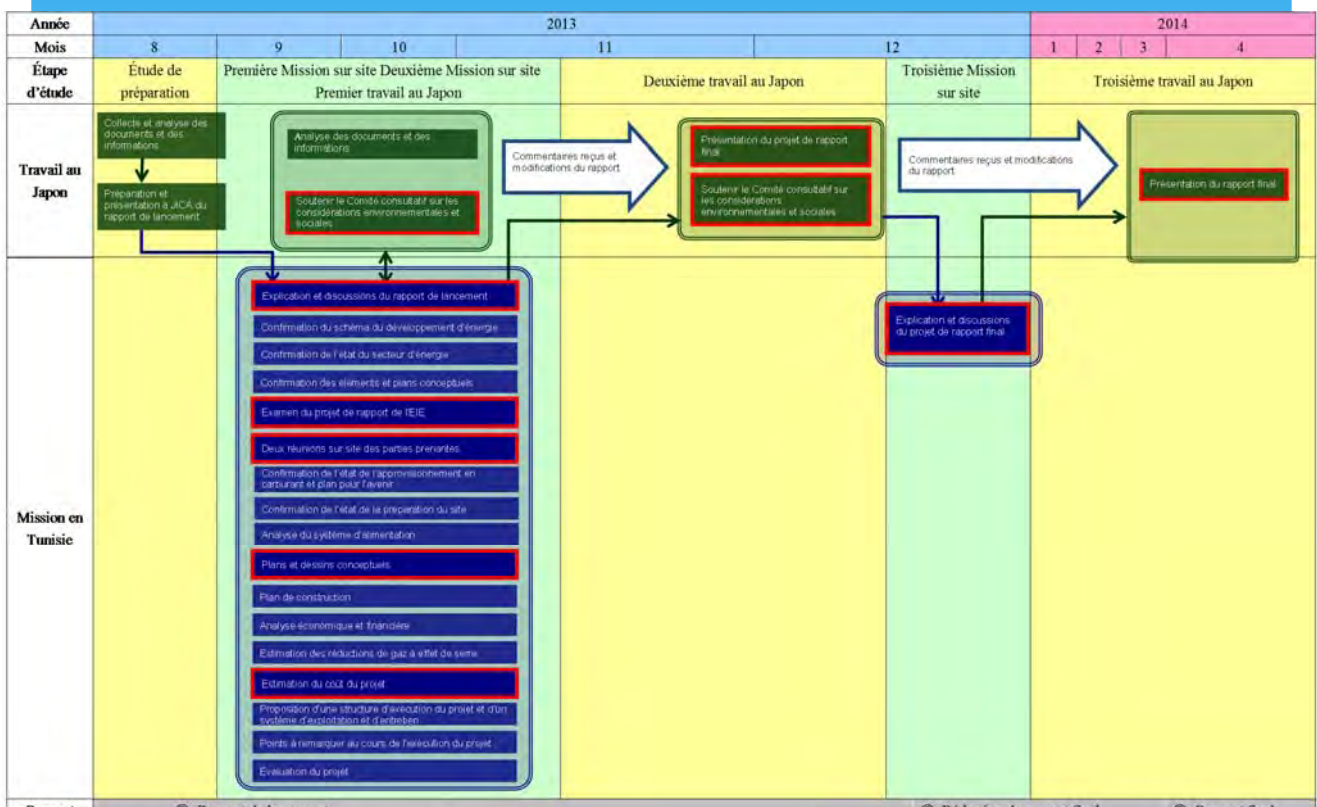 Année 2013 2014
Mois 8 9 10 11 12 1 2 3 4
Étape
d'étude
Étude de
préparation
Première Mission sur site Deuxième Mission sur site
Premier travail au Japon
Deuxième travail au Japon
Troisième Mission
sur site
Troisième travail au Japon
Travail au
Japon
Collecte et analyse des
documents et des
informations
Préparation et
présentation à JICA du
rapport de lancement
Analyse des documents et des
informations
Soutenir le Comité consultatif sur les
considérations environnementales et
sociales
Commentaires reçus et
modifications du rapport
Présentation du projet de rapport
final
Soutenir le Comité consultatif sur
les considérations
environnementales et sociales
Commentaires reçus et modifications
du rapport
Présentation du rapport final
Mission en
Tunisie
Explication et discussions du rapport de lancement
Confirmation du schéma du développement d'énergie
Confirmation de l'état du secteur d'énergie
Confirmation des éléments et plans conceptuels
Examen du projet de rapport de l'EIE
Deux réunions sur site des parties prenantes
Confirmation de l'état de l'approvisionnement en
carburant et plan pour l'avenir
Confirmation de l'état de la préparation du site
Analyse du système d'alimentation
Plans et dessins conceptuels
Plan de construction
Analyse économique et financière
Estimation des réductions de gaz à effet de serre
Estimation du coût du projet
Proposition d'une structure d'exécution du projet et d'un
système d'exploitation et d'entretien
Points à remarquer au cours de l'exécution du projet
Évaluation du projet
Explication et discussions
du projet de rapport final